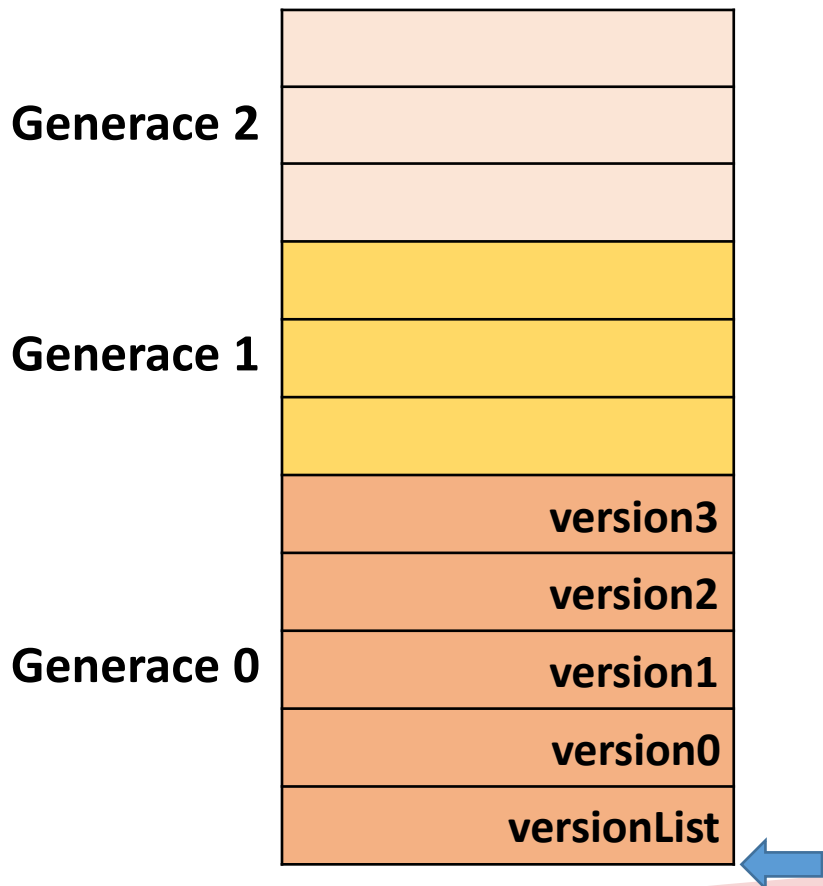 Generace 2
Generace 1
version3
version2
Generace 0
version1
version0
versionList